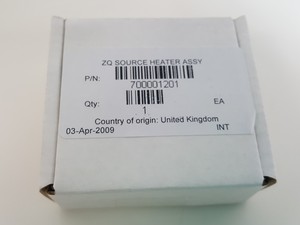 ZQ SOURCE HEATER ASSY
P/N:
700001201
Qty: EA
1
Country of origin: United Kingdom
03-Apr-2009 INT